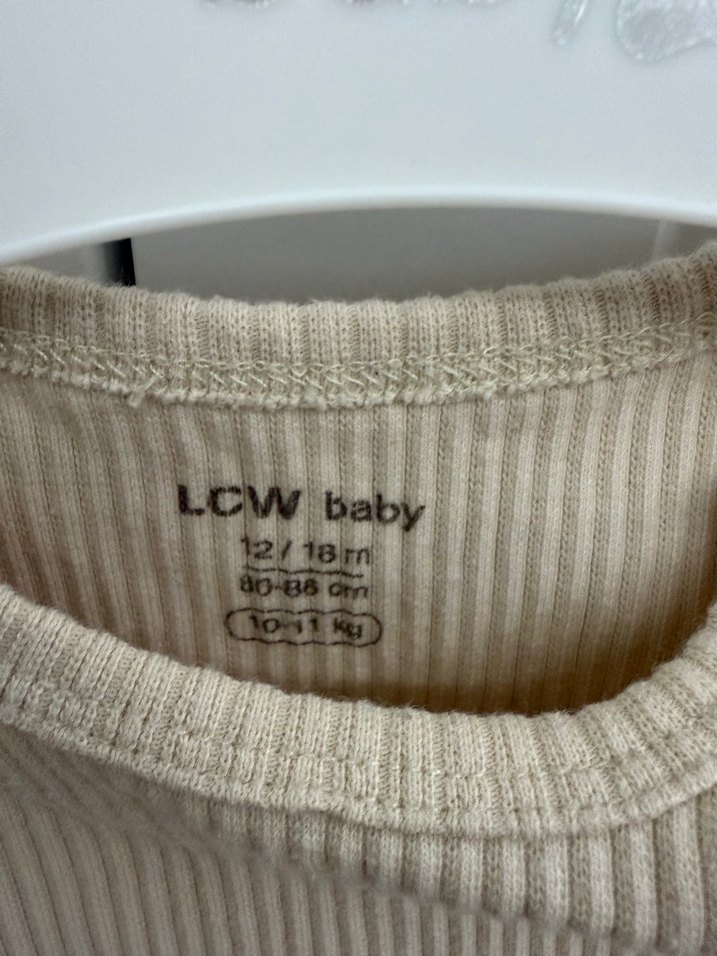 LCW baby
12 / 18 m
80-86 cm
10-11 kg